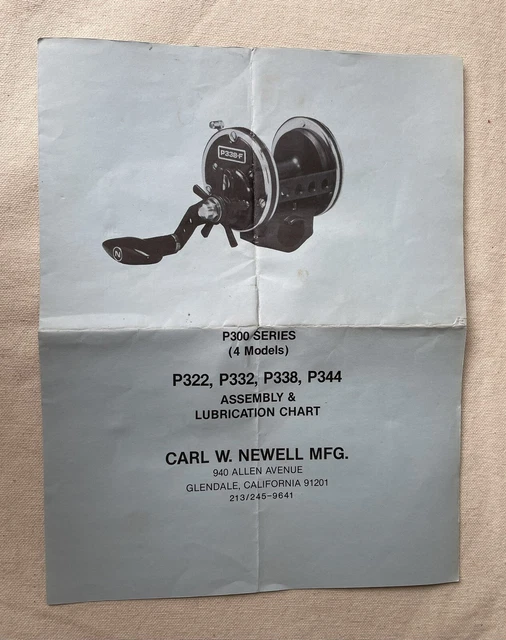 P338-F
N
P300 SERIES
(4 Models)
P322, P332, P338, P344
ASSEMBLY &
LUBRICATION CHART
CARL W. NEWELL MFG.
940 ALLEN AVENUE
GLENDALE, CALIFORNIA 91201
213/245-9641